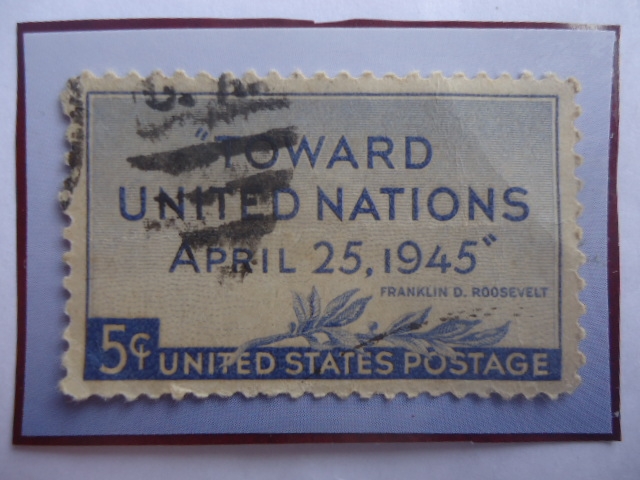 "TOWARD
UNITED NATIONS
APRIL 25, 1945"
FRANKLIN D. ROOSEVELT
5¢ UNITED STATES POSTAGE